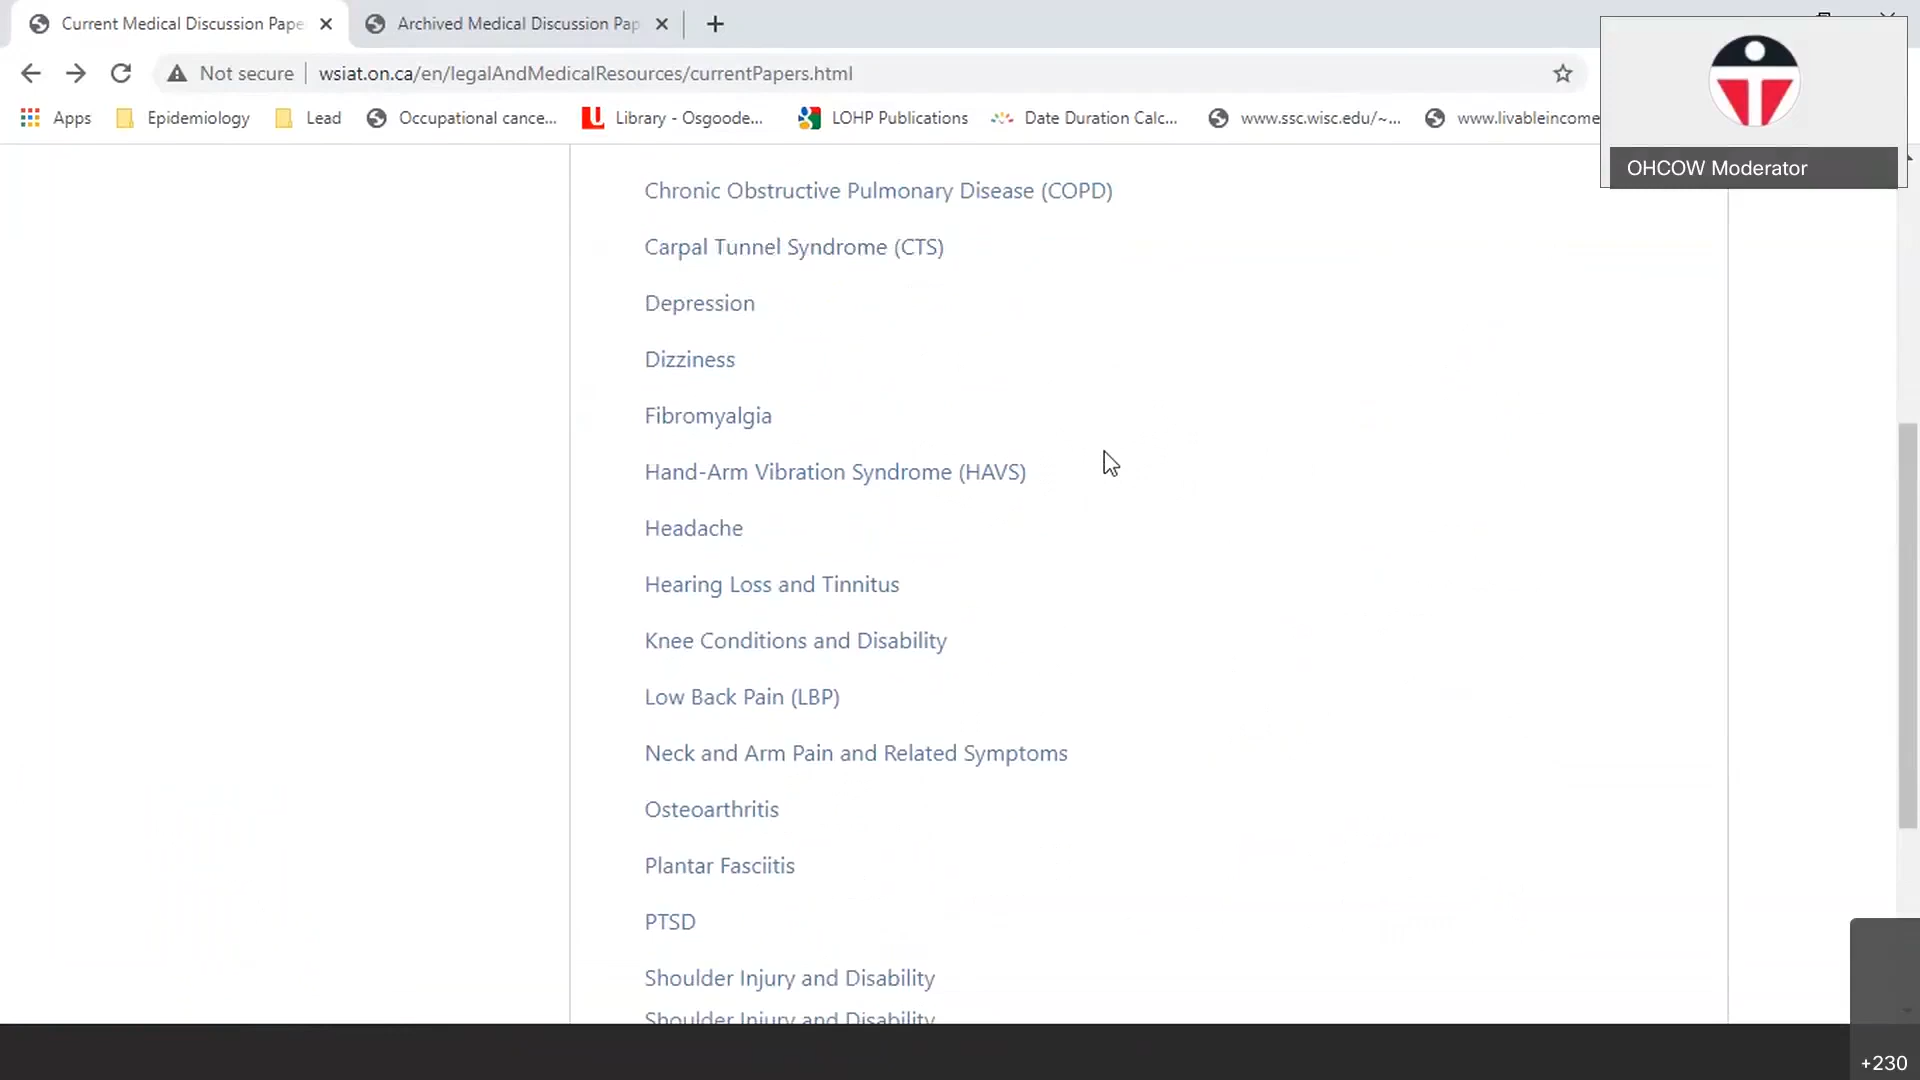 Current Medical Discussion Pape
Archived Medical Discussion Pap
Not secure
wsiat.on.ca/en/legalAndMedicalResources/currentPapers.html
Apps
Epidemiology
Lead
Occupational cance...
Library - Osgoode...
LOHP Publications
Date Duration Calc...
www.ssc.wisc.edu/~...
www.livableincome
OHCOW Moderator
Chronic Obstructive Pulmonary Disease (COPD)
Carpal Tunnel Syndrome (CTS)
Depression
Dizziness
Fibromyalgia
Hand-Arm Vibration Syndrome (HAVS)
Headache
Hearing Loss and Tinnitus
Knee Conditions and Disability
Low Back Pain (LBP)
Neck and Arm Pain and Related Symptoms
Osteoarthritis
Plantar Fasciitis
PTSD
Shoulder Injury and Disability
Shoulder Injury and Disability
+230